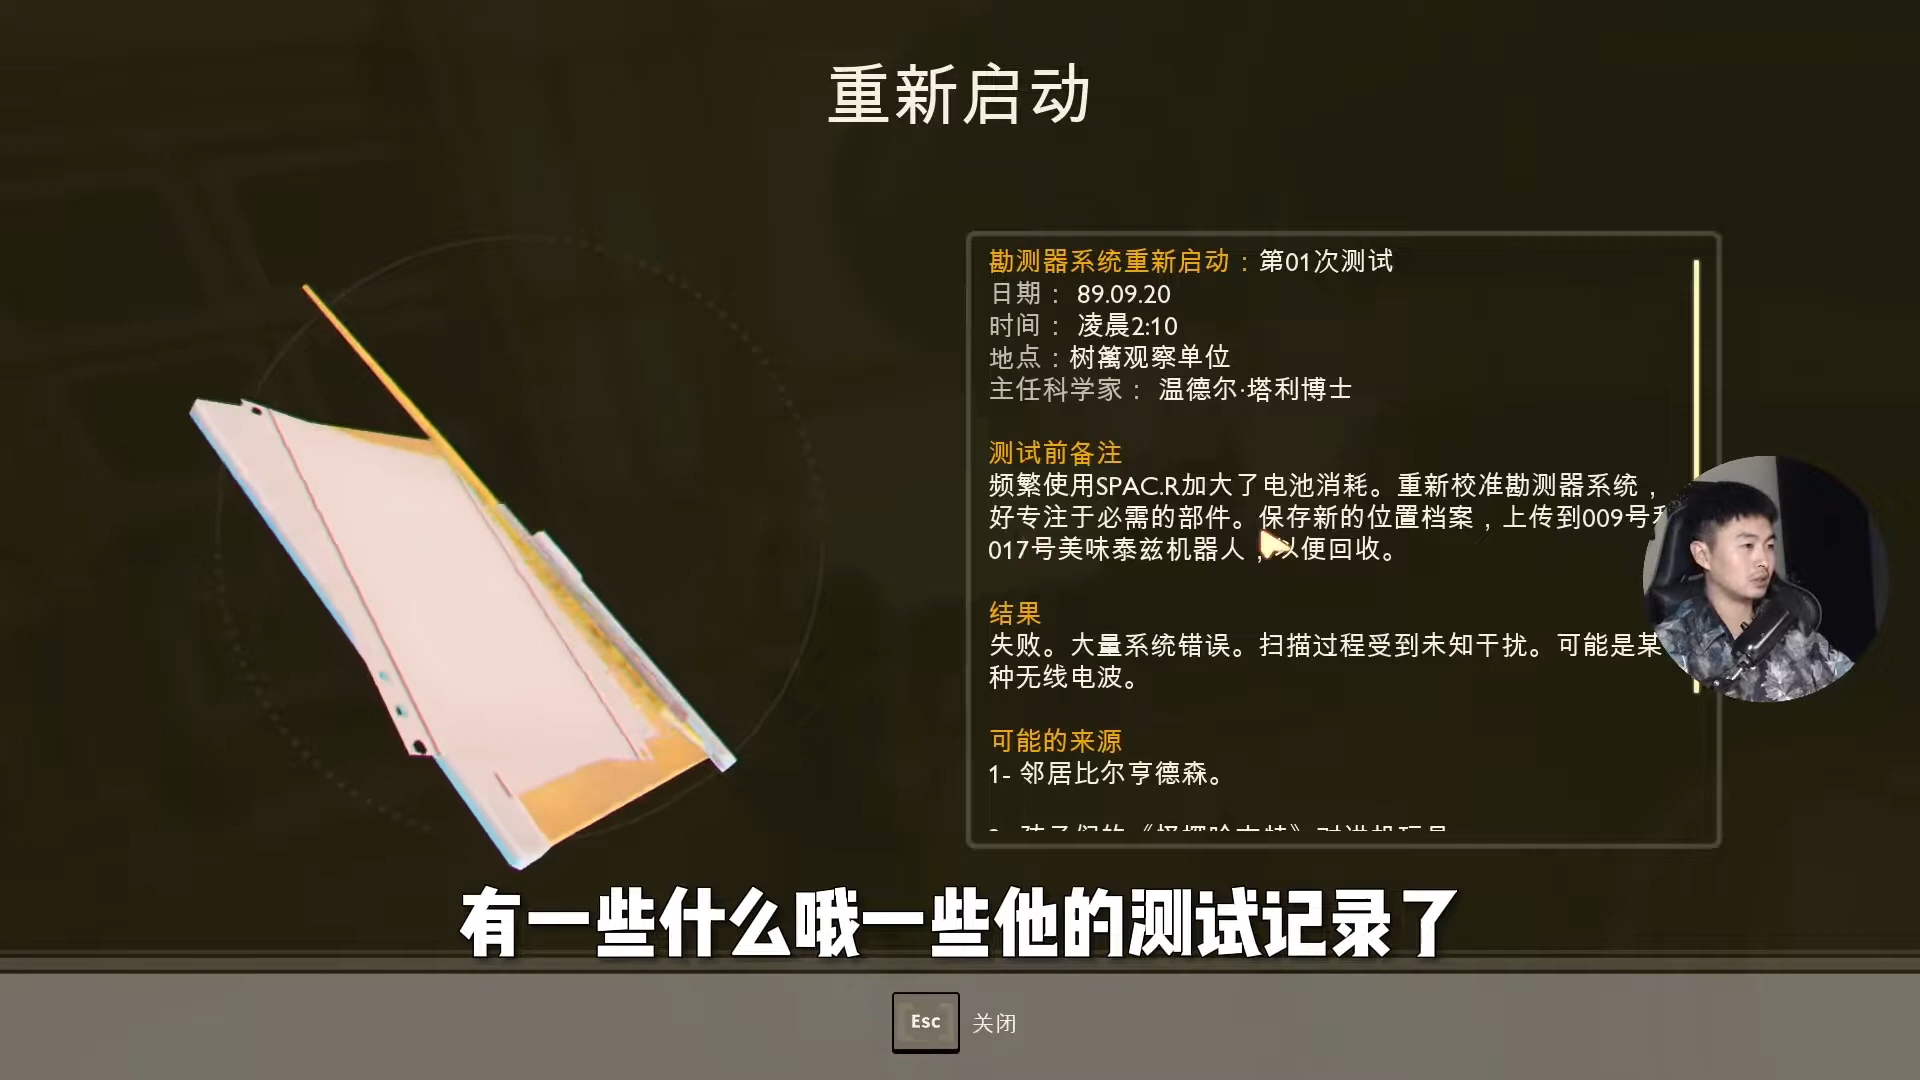 重新启动
勘测器系统重新启动：第01次测试
日期： 89.09.20
时间： 凌晨2:10
地点：树篱观察单位
主任科学家： 温德尔·塔利博士
测试前备注
频繁使用SPAC.R加大了电池消耗。重新校准勘测器系统，
好专注于必需的部件。保存新的位置档案，上传到009号
017号美味泰兹机器人，以便回收。
结果
失败。大量系统错误。扫描过程受到未知干扰。可能是某
种无线电波。
可能的来源
1- 邻居比尔亨德森。
有一些什么哦一些他的测试记录了
Esc 关闭